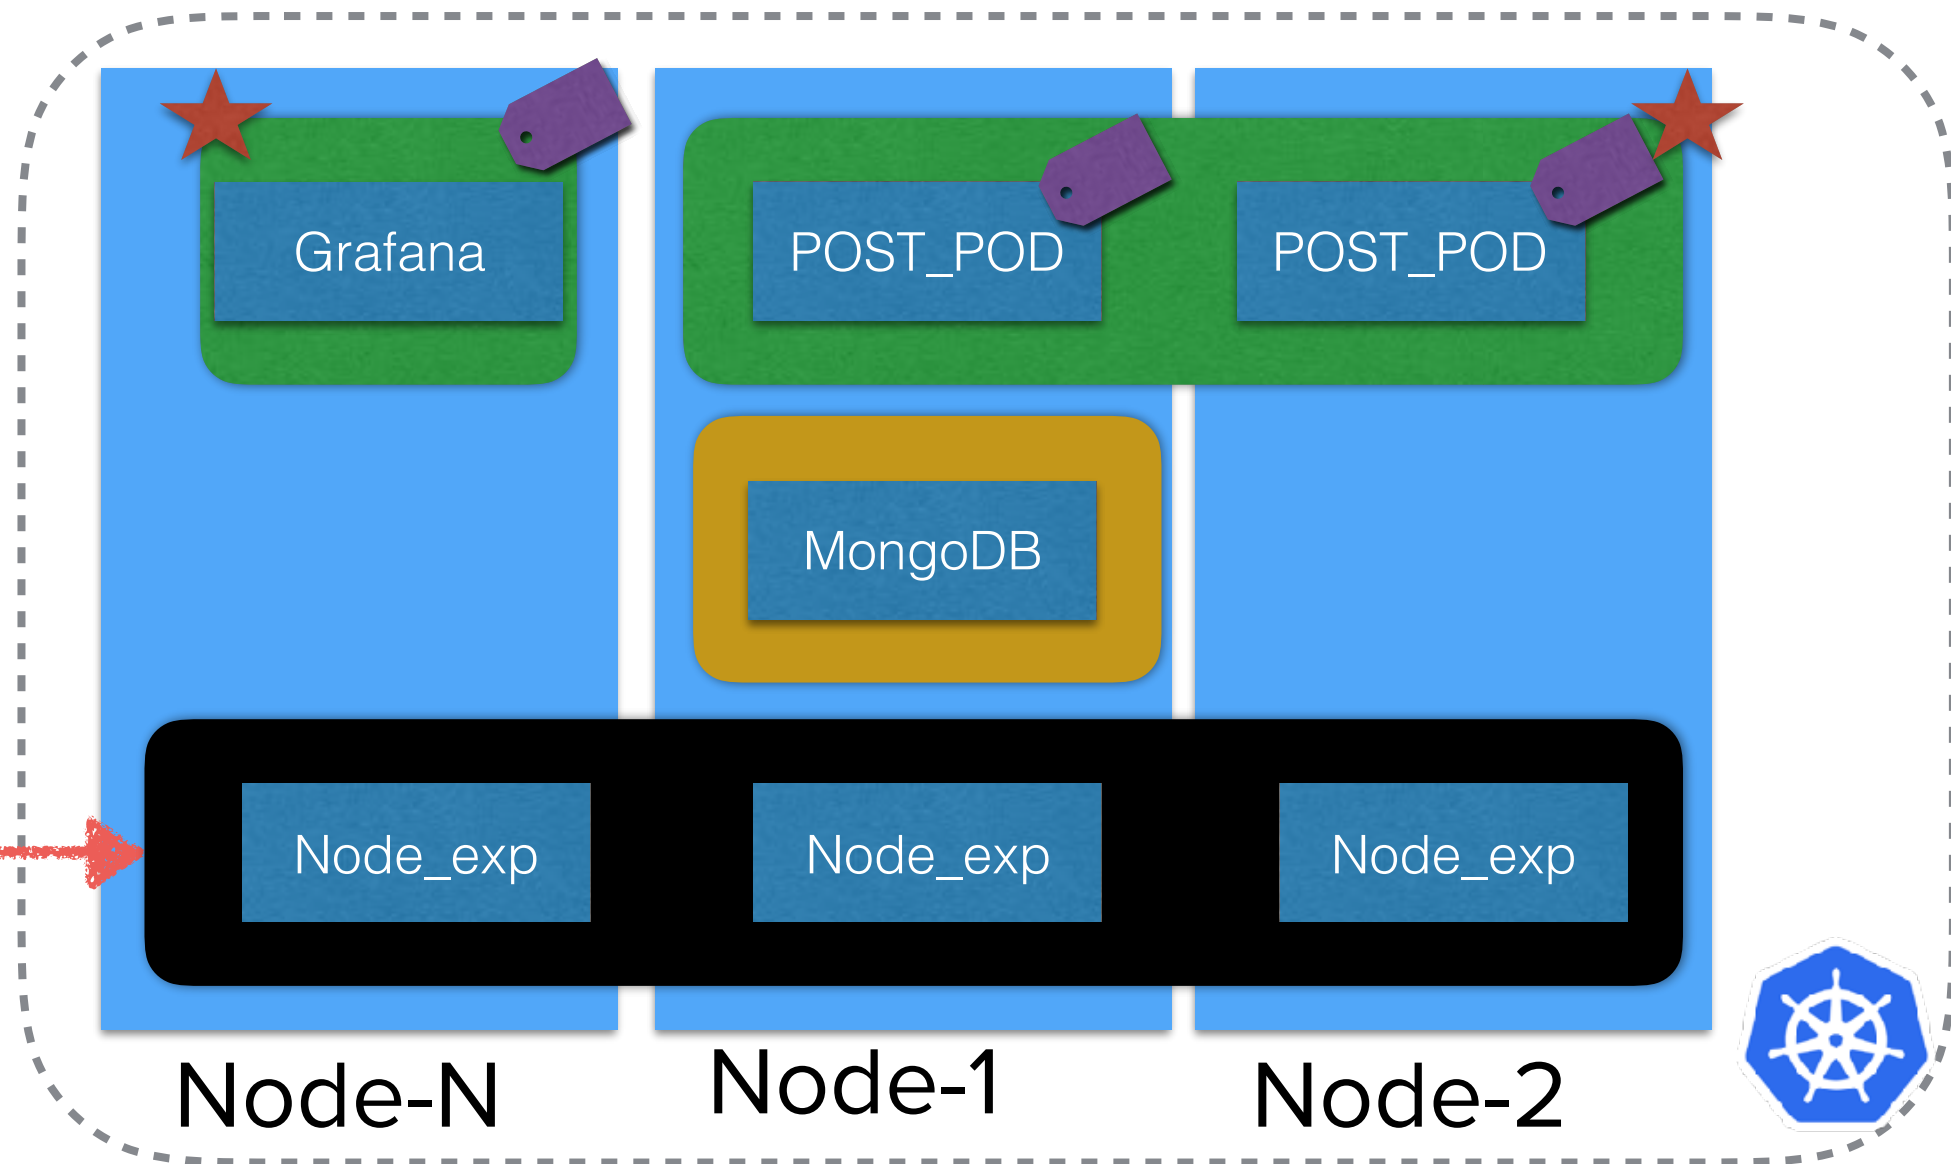 Grafana
POST_POD
POST_POD
MongoDB
Node_exp
Node_exp
Node_exp
Node-N
Node-1
Node-2